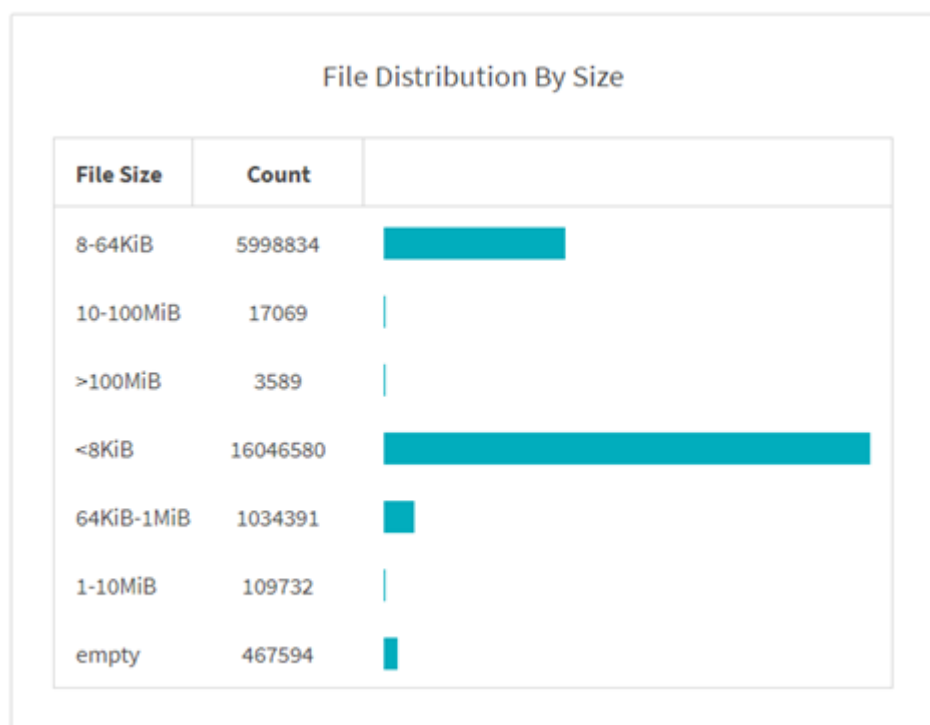 File Distribution By Size
File Size Count
8-64KiB 5998834
10-100MiB 17069
>100MiB 3589
<8KiB 16046580
64KiB-1MiB 1034391
1-10MiB 109732
empty 467594